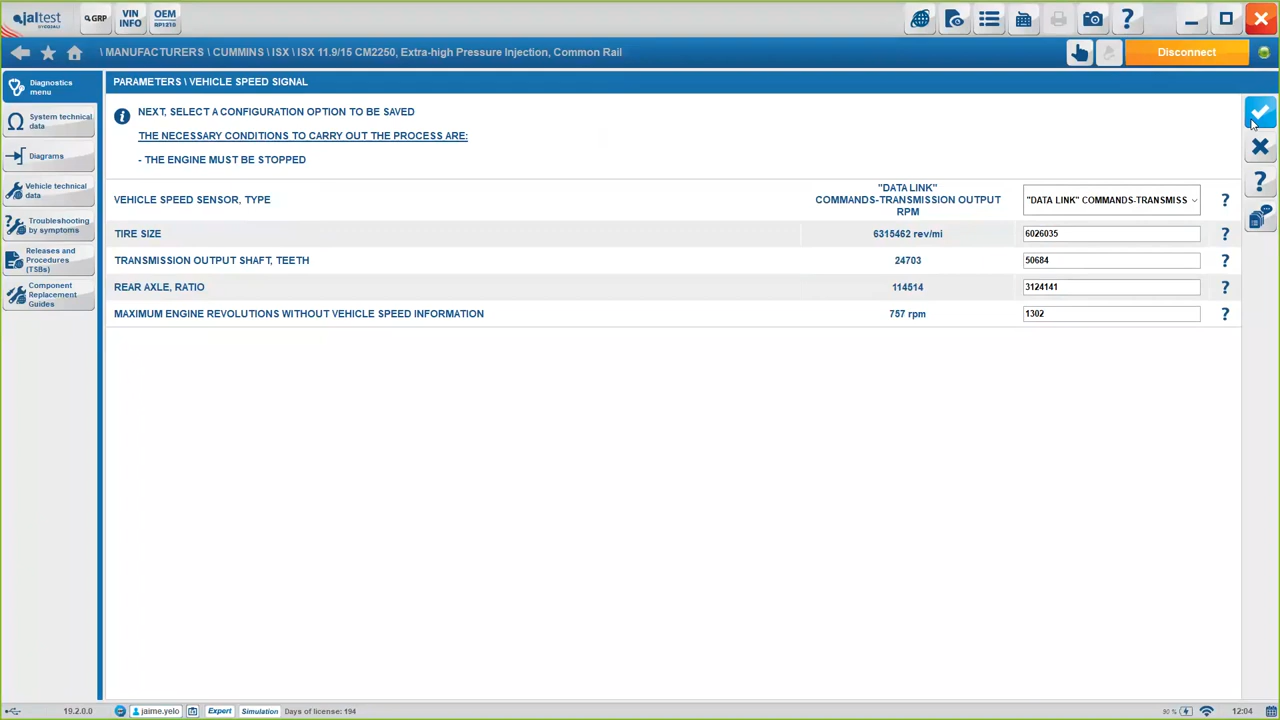 jaltest
BY COJALI
GRP
VIN
INFO
OEM
RP1210
\ MANUFACTURERS \ CUMMINS \ ISX \ ISX 11.9/15 CM2250, Extra-high Pressure Injection, Common Rail
Disconnect
Diagnostics
menu
System technical
data
Diagrams
Vehicle technical
data
Troubleshooting
by symptoms
Releases and
Procedures
(TSBs)
Component
Replacement
Guides
PARAMETERS \ VEHICLE SPEED SIGNAL
NEXT, SELECT A CONFIGURATION OPTION TO BE SAVED
THE NECESSARY CONDITIONS TO CARRY OUT THE PROCESS ARE:
- THE ENGINE MUST BE STOPPED
VEHICLE SPEED SENSOR, TYPE
"DATA LINK"
COMMANDS-TRANSMISSION OUTPUT
RPM
"DATA LINK" COMMANDS-TRANSMISS
?
TIRE SIZE 6315462 rev/mi 6026035 ?
TRANSMISSION OUTPUT SHAFT, TEETH 24703 50684 ?
REAR AXLE, RATIO 114514 3124141 ?
MAXIMUM ENGINE REVOLUTIONS WITHOUT VEHICLE SPEED INFORMATION 757 rpm 1302 ?
19.2.0.0 jaime.yelo Expert Simulation Days of license: 194 90 % 12:04